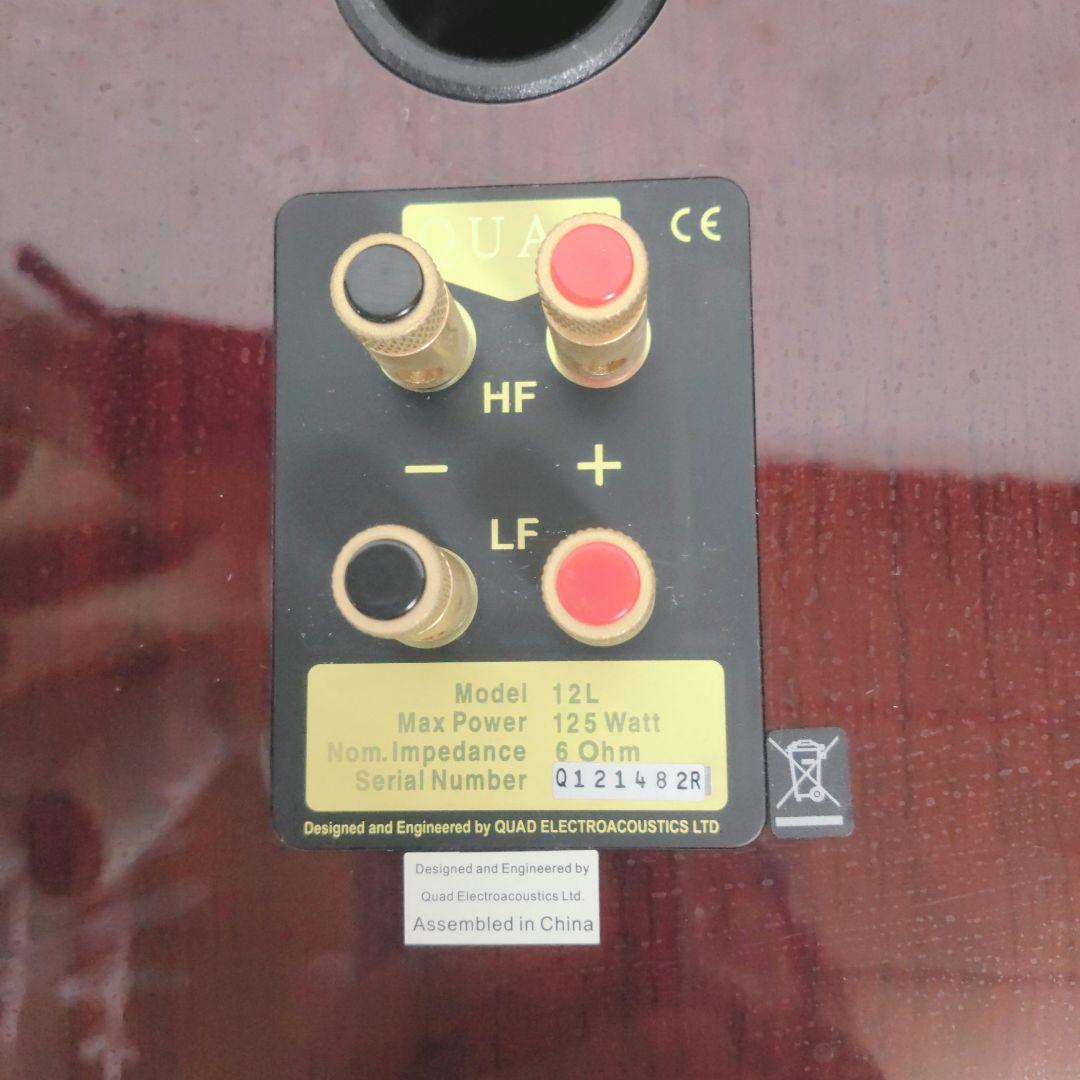 QUA
CE
HF
− +
LF
Model 12L
Max Power 125 Watt
Nom.Impedance 6 Ohm
Serial Number Q121482R
Designed and Engineered by QUAD ELECTROACOUSTICS LTD
Designed and Engineered by
Quad Electroacoustics Ltd.
Assembled in China